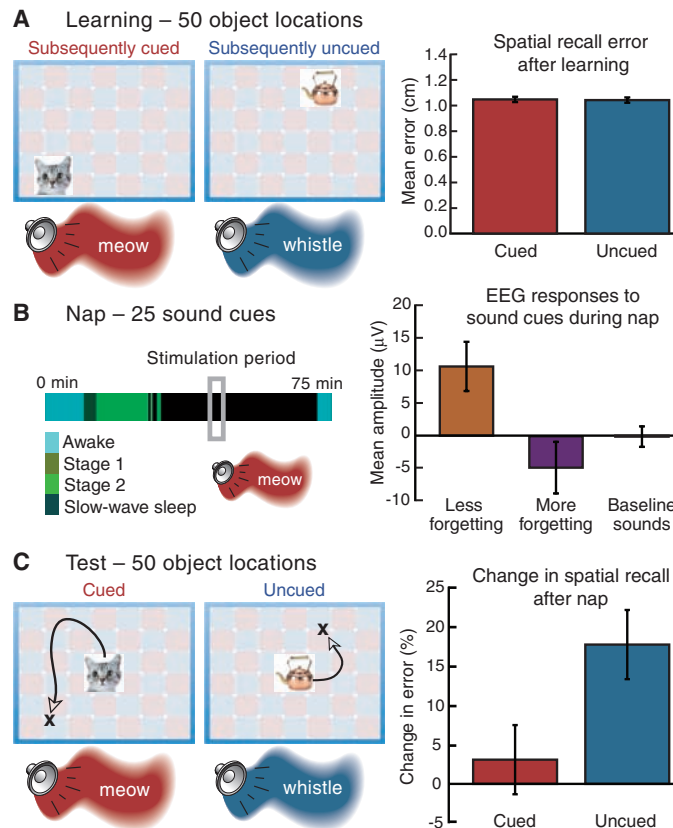 A Learning – 50 object locations
Subsequently cued
Subsequently uncued
meow
whistle
Spatial recall error
after learning
Mean error (cm)
1.4
1.2
1.0
0.8
0.6
0.4
0.2
0.0
Cued
Uncued
B Nap – 25 sound cues
Stimulation period
0 min
75 min
Awake
Stage 1
Stage 2
Slow-wave sleep
meow
EEG responses to
sound cues during nap
Mean amplitude (µV)
20
15
10
5
0
-5
-10
Less
forgetting
More
forgetting
Baseline
sounds
C Test – 50 object locations
Cued
Uncued
x
x
meow
whistle
Change in spatial recall
after nap
Change in error (%)
25
20
15
10
5
0
-5
Cued
Uncued